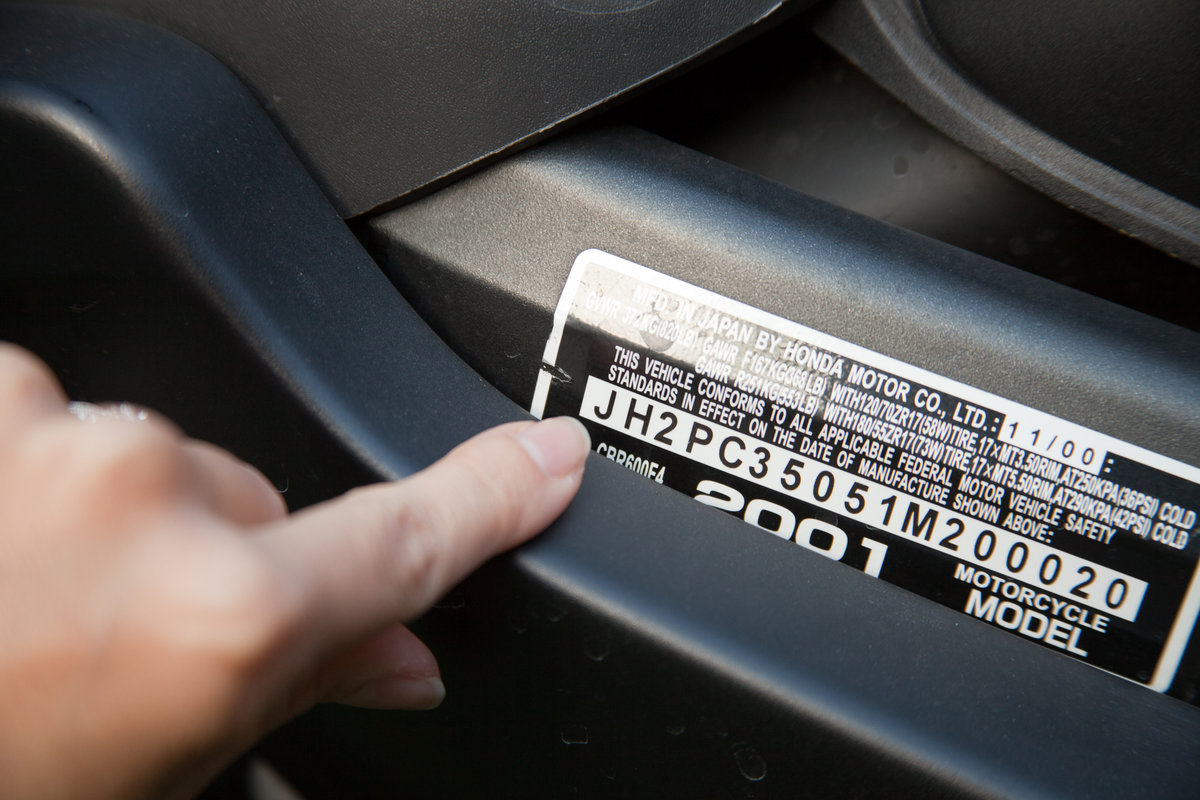 MFD. IN JAPAN BY HONDA MOTOR CO., LTD.: 11/00:
GVWR 372KG(820LB) GAWR F167KG(368LB) WITH120/70ZR17(58W)TIRE,17×MT3.50RIM,AT250KPA(36PSI) COLD
GAWR R251KG(553LB) WITH180/55ZR17(73W)TIRE,17×MT5.50RIM,AT290KPA(42PSI) COLD
THIS VEHICLE CONFORMS TO ALL APPLICABLE FEDERAL MOTOR VEHICLE SAFETY
STANDARDS IN EFFECT ON THE DATE OF MANUFACTURE SHOWN ABOVE:
JH2PC35051M200020
CBR600F4 MOTORCYCLE
2001 MODEL